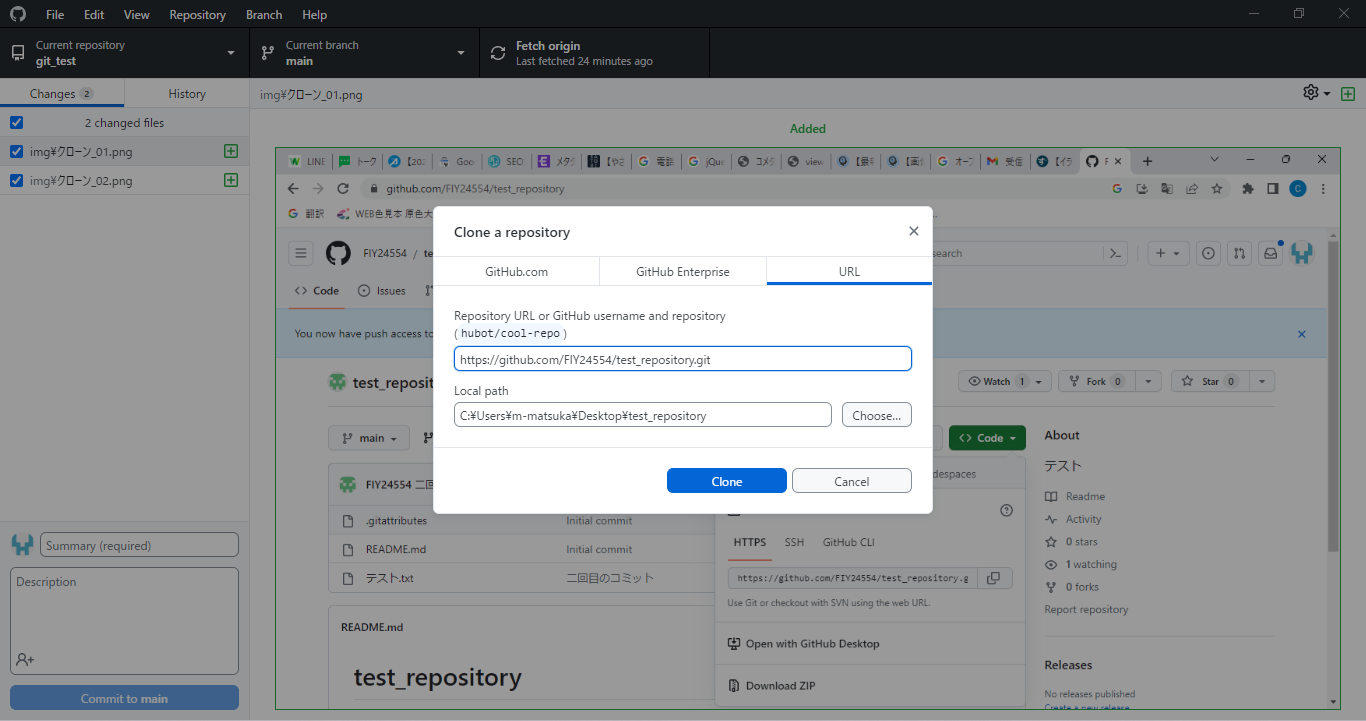 File Edit View Repository Branch Help
Current repository
git_test
Current branch
main
Fetch origin
Last fetched 24 minutes ago
Changes 2
History
2 changed files
img¥クローン_01.png
img¥クローン_02.png
Summary (required)
Description
Commit to main
img¥クローン_01.png
Added
LINE トーク SEO メタタ 電話 コメタ view 受信
github.com/FIY24554/test_repository
翻訳 WEB色見本 原色大
FIY24554 / te
search
Code Issues
You now have push access to
Clone a repository
GitHub.com GitHub Enterprise URL
Repository URL or GitHub username and repository
(hubot/cool-repo)
https://github.com/FIY24554/test_repository.git
Local path
C:¥Users¥m-matsuka¥Desktop¥test_repository
Choose...
Clone Cancel
test_reposit
Watch 1 Fork 0 Star 0
main
Code
FIY24554 二回
.gitattributes Initial commit
README.md Initial commit
テスト.txt 二回目のコミット
README.md
test_repository
despaces
HTTPS SSH GitHub CLI
https://github.com/FIY24554/test_repository.g
Use Git or checkout with SVN using the web URL.
Open with GitHub Desktop
Download ZIP
About
テスト
Readme
Activity
0 stars
1 watching
0 forks
Report repository
Releases
No releases published
Create a new release